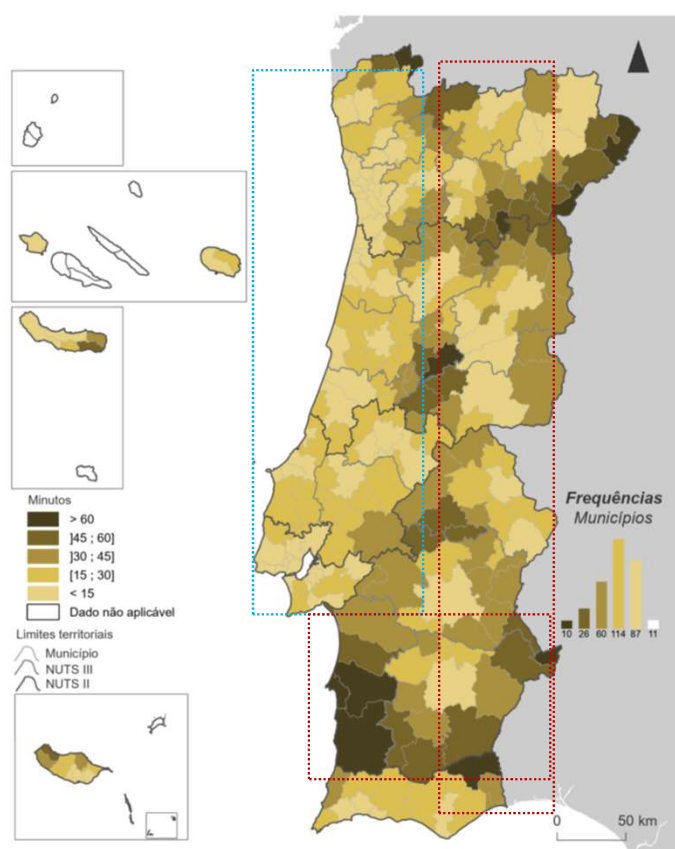 Minutos
> 60
]45 ; 60]
]30 ; 45]
[15 ; 30]
< 15
Dado não aplicável
Limites territoriais
Município
NUTS III
NUTS II
Frequências
Municípios
10 26 60 114 87 11
0 50 km